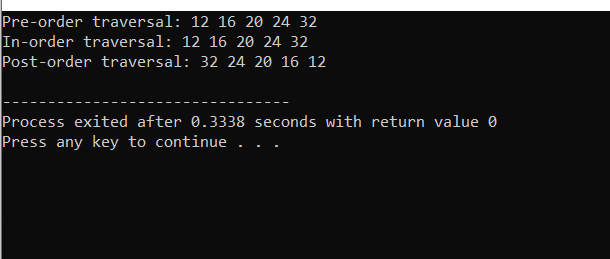 Pre-order traversal: 12 16 20 24 32
In-order traversal: 12 16 20 24 32
Post-order traversal: 32 24 20 16 12
--------------------------------
Process exited after 0.3338 seconds with return value 0
Press any key to continue . . .